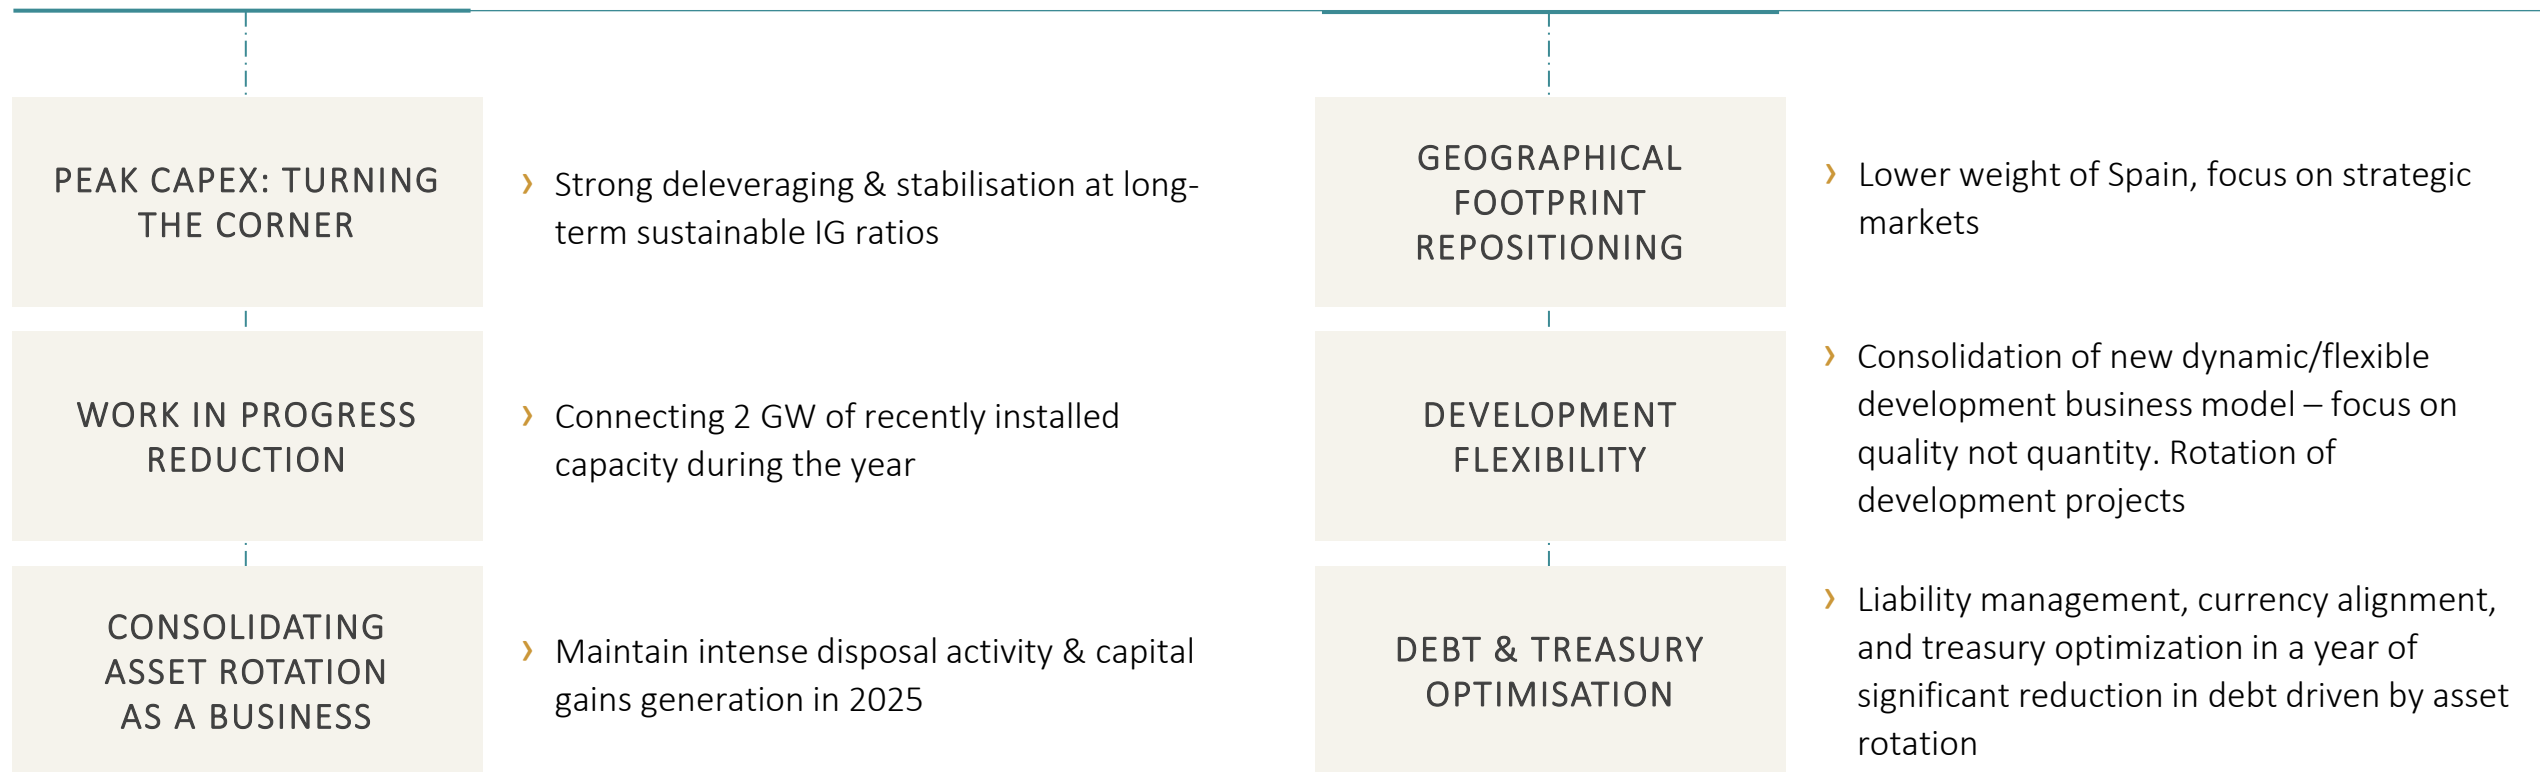 PEAK CAPEX: TURNING
THE CORNER
› Strong deleveraging & stabilisation at long-
term sustainable IG ratios
WORK IN PROGRESS
REDUCTION
› Connecting 2 GW of recently installed
capacity during the year
CONSOLIDATING
ASSET ROTATION
AS A BUSINESS
› Maintain intense disposal activity & capital
gains generation in 2025
GEOGRAPHICAL
FOOTPRINT
REPOSITIONING
› Lower weight of Spain, focus on strategic
markets
DEVELOPMENT
FLEXIBILITY
› Consolidation of new dynamic/flexible
development business model – focus on
quality not quantity. Rotation of
development projects
DEBT & TREASURY
OPTIMISATION
› Liability management, currency alignment,
and treasury optimization in a year of
significant reduction in debt driven by asset
rotation